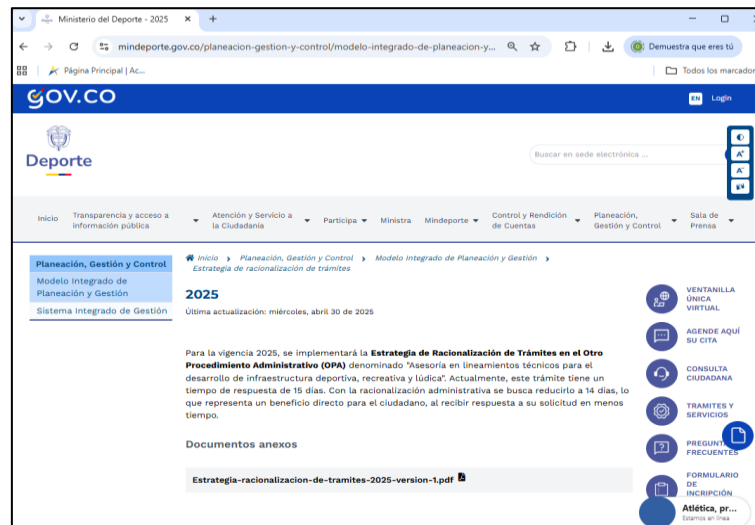 Ministerio del Deporte - 2025
mindeporte.gov.co/planeacion-gestion-y-control/modelo-integrado-de-planeacion-y...
Demuestra que eres tú
Página Principal | Ac...
Todos los marcador
GOV.CO
EN Login
Deporte
Buscar en sede electrónica ...
A+
A-
Inicio
Transparencia y acceso a
información pública
Atención y Servicio a
la Ciudadanía
Participa
Ministra
Mindeporte
Control y Rendición
de Cuentas
Planeación,
Gestión y Control
Sala de
Prensa
Planeación, Gestión y Control
Modelo Integrado de
Planeación y Gestión
Sistema Integrado de Gestión
Inicio Planeación, Gestión y Control Modelo Integrado de Planeación y Gestión
Estrategia de racionalización de trámites
2025
Última actualización: miércoles, abril 30 de 2025
Para la vigencia 2025, se implementará la Estrategia de Racionalización de Trámites en el Otro
Procedimiento Administrativo (OPA) denominado "Asesoría en lineamientos técnicos para el
desarrollo de infraestructura deportiva, recreativa y lúdica". Actualmente, este trámite tiene un
tiempo de respuesta de 15 días. Con la racionalización administrativa se busca reducirlo a 14 días, lo
que representa un beneficio directo para el ciudadano, al recibir respuesta a su solicitud en menos
tiempo.
Documentos anexos
Estrategia-racionalizacion-de-tramites-2025-version-1.pdf
VENTANILLA
ÚNICA
VIRTUAL
AGENDE AQUÍ
SU CITA
CONSULTA
CIUDADANA
TRAMITES Y
SERVICIOS
PREGUNT
FRECUENTES
FORMULARIO
DE
INCRIPCIÓN
Atlética, pr...
Estamos en línea